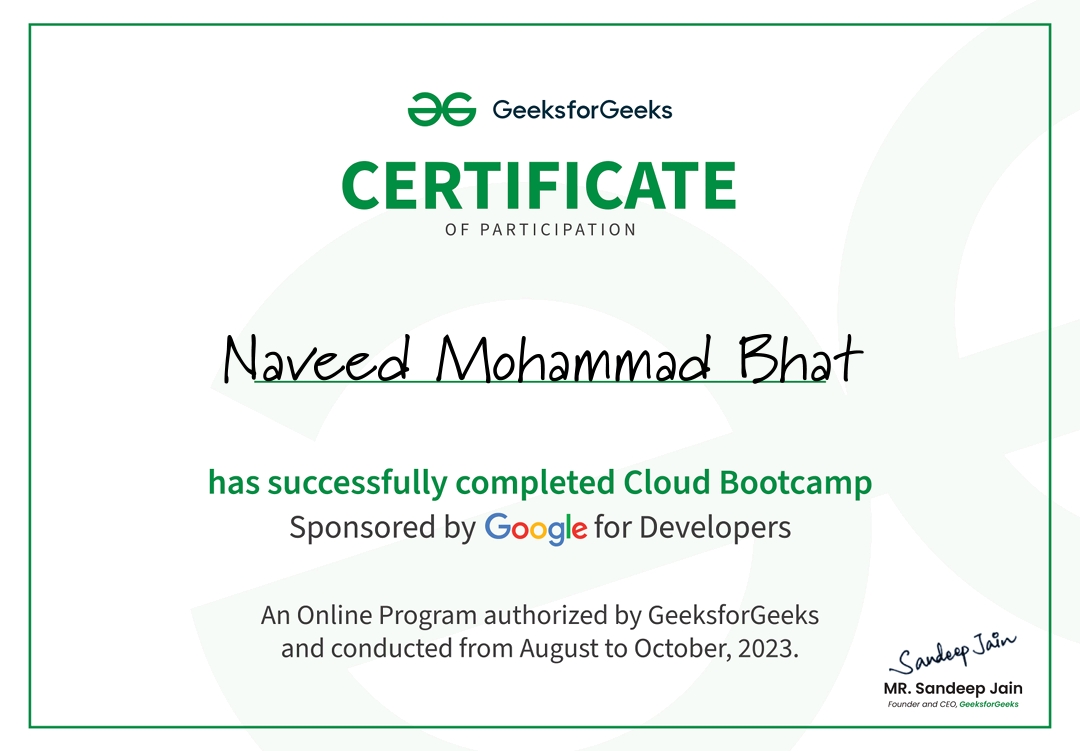 GeeksforGeeks
CERTIFICATE
OF PARTICIPATION
Naveed Mohammad Bhat
has successfully completed Cloud Bootcamp
Sponsored by Google for Developers
An Online Program authorized by GeeksforGeeks
and conducted from August to October, 2023.
Sandeep Jain
MR. Sandeep Jain
Founder and CEO, GeeksforGeeks